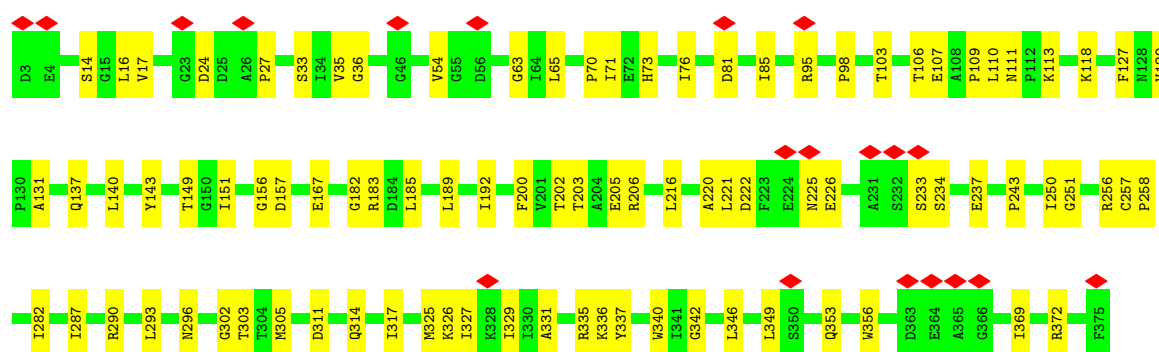 D3 E4 S14 G15 L16 V17 G23 D24 D25 A26 P27 S33 I34 V35 G36 G46 V54 G55 D56 G63 I64 L65 P70 I71 E72 H73 I76 D81 I85 R95 P98 T103 T106 E107 A108 P109 L110 N111 P112 K113 K118 F127 N128
P130 A131 Q137 L140 Y143 T149 G150 I151 G156 D157 E167 G182 R183 D184 L185 L189 I192 F200 V201 T202 T203 A204 E205 R206 L216 A220 L221 D222 F223 E224 N225 E226 A231 S232 S233 S234 E237 P243 I250 G251 R256 C257 P258
I282 I287 R290 L293 N296 G302 T303 T304 M305 D311 Q314 I317 M325 K326 I327 K328 I329 I330 A331 R335 K336 Y337 W340 I341 G342 L346 L349 S350 Q353 W356 D363 E364 A365 G366 I369 R372 F375